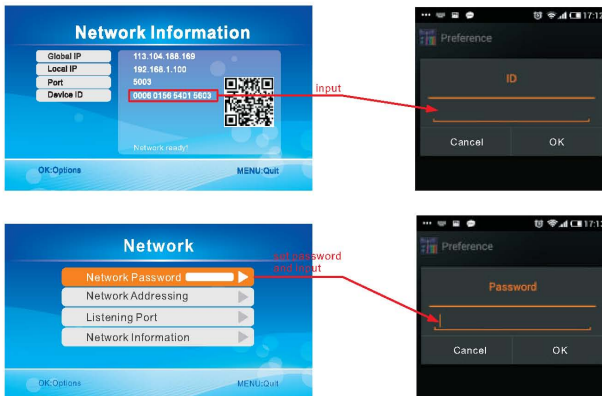 Network Information
Global IP 113.104.188.169
Local IP 192.168.1.100
Port 5003
Device ID 0006 0156 5401 5603
Network ready!
OK:Options MENU:Quit
input
17:12
Preference
ID
Cancel OK
Network
Network Password
Network Addressing
Listening Port
Network Information
OK:Options MENU:Quit
set password
and input
17:13
Preference
Password
Cancel OK